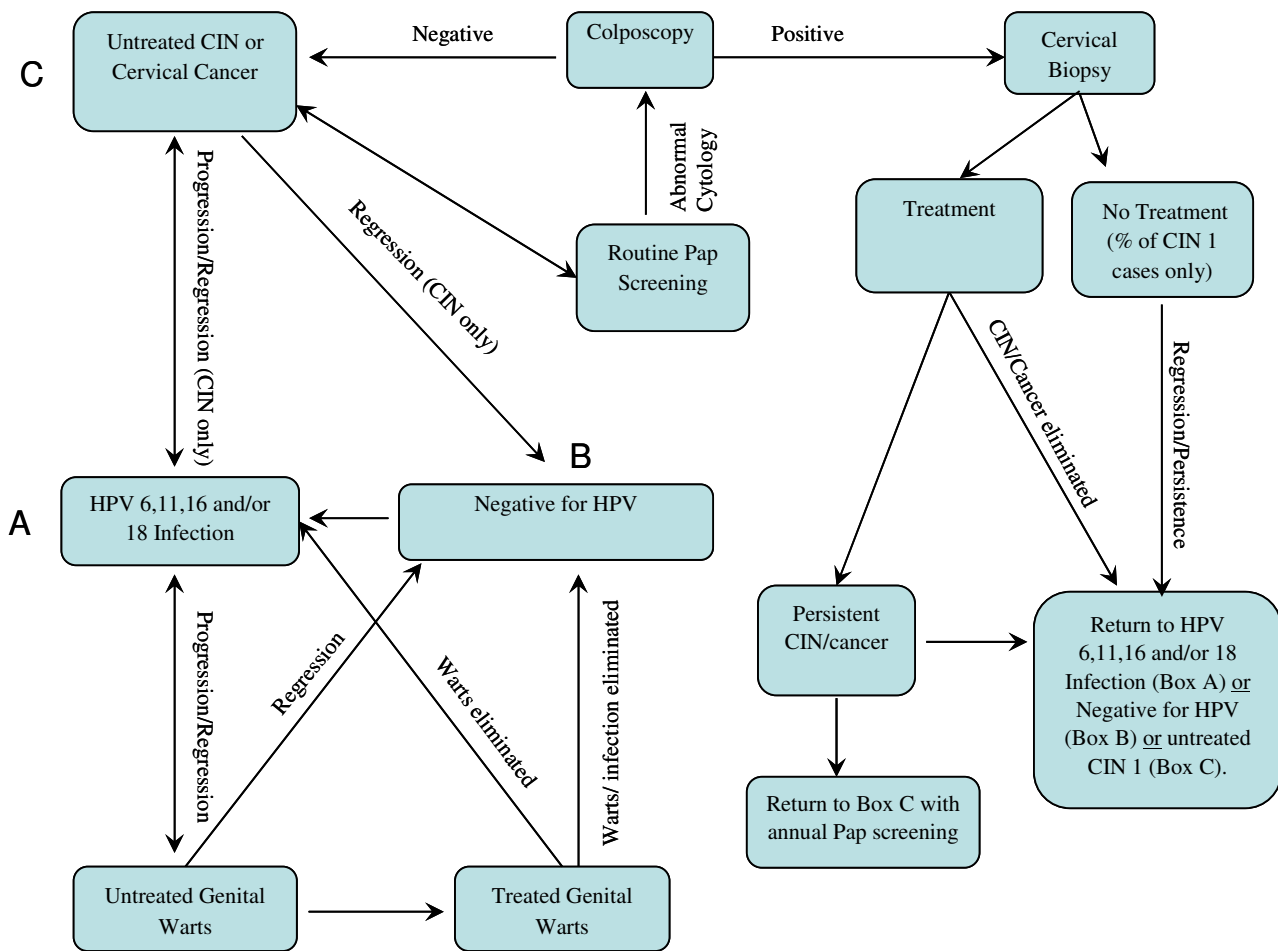 Untreated CIN or
Cervical Cancer
Negative
Colposcopy
Positive
Cervical
Biopsy
C
Abnormal
Cytology
Progression/Regression (CIN only)
Regression (CIN only)
Routine Pap
Screening
Treatment
No Treatment
(% of CIN 1
cases only)
CIN/Cancer eliminated
Regression/Persistence
B
A
HPV 6,11,16 and/or
18 Infection
Negative for HPV
Progression/Regression
Regression
Warts eliminated
Warts/ infection eliminated
Persistent
CIN/cancer
Return to HPV
6,11,16 and/or 18
Infection (Box A) or
Negative for HPV
(Box B) or untreated
CIN 1 (Box C).
Return to Box C with
annual Pap screening
Untreated Genital
Warts
Treated Genital
Warts